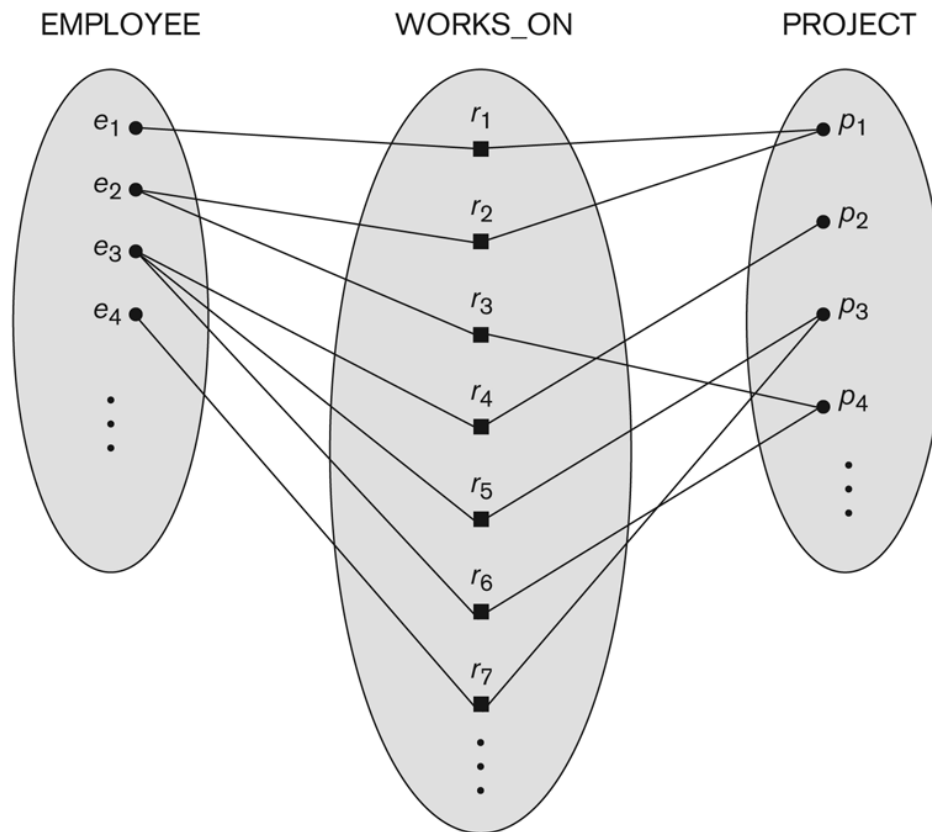 EMPLOYEE
WORKS_ON
PROJECT
e1
e2
e3
e4
r1
r2
r3
r4
r5
r6
r7
p1
p2
p3
p4